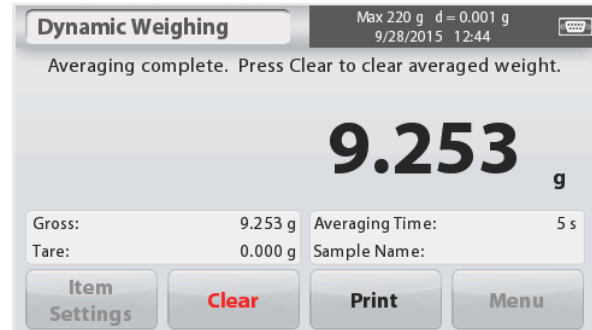 Dynamic Weighing
Max 220 g d = 0.001 g
9/28/2015 12:44
Averaging complete. Press Clear to clear averaged weight.
9.253 g
Gross: 9.253 g
Tare: 0.000 g
Averaging Time: 5 s
Sample Name:
Item
Settings
Clear
Print
Menu